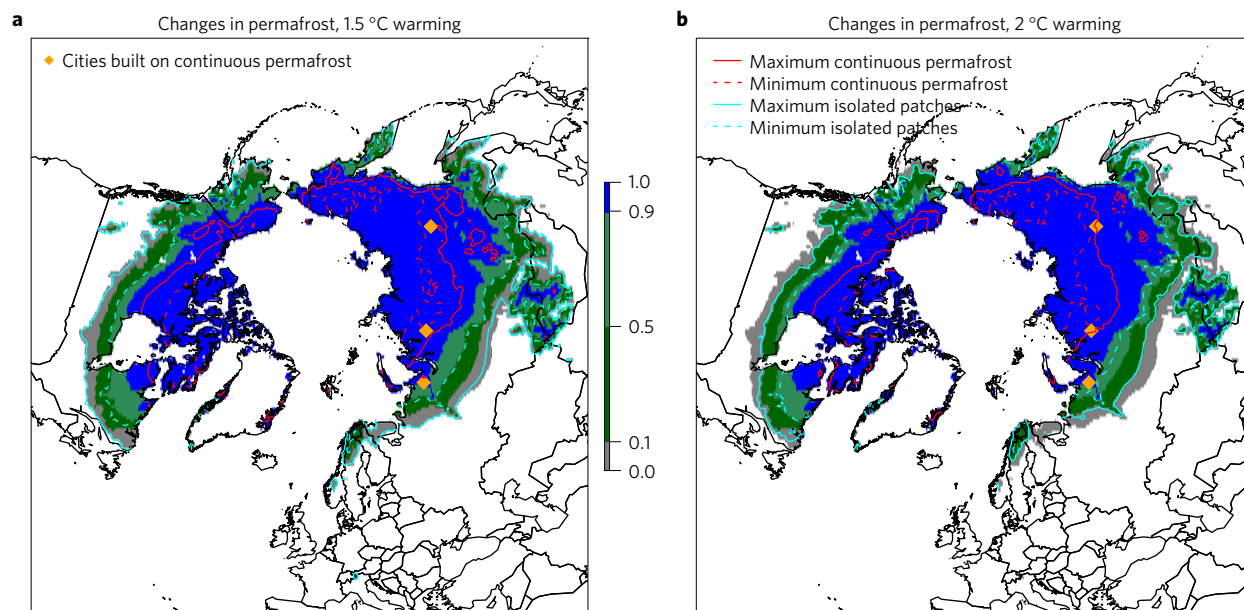 a
Changes in permafrost, 1.5 °C warming
Cities built on continuous permafrost
1.0
0.9
0.5
0.1
0.0
b
Changes in permafrost, 2 °C warming
Maximum continuous permafrost
Minimum continuous permafrost
Maximum isolated patches
Minimum isolated patches